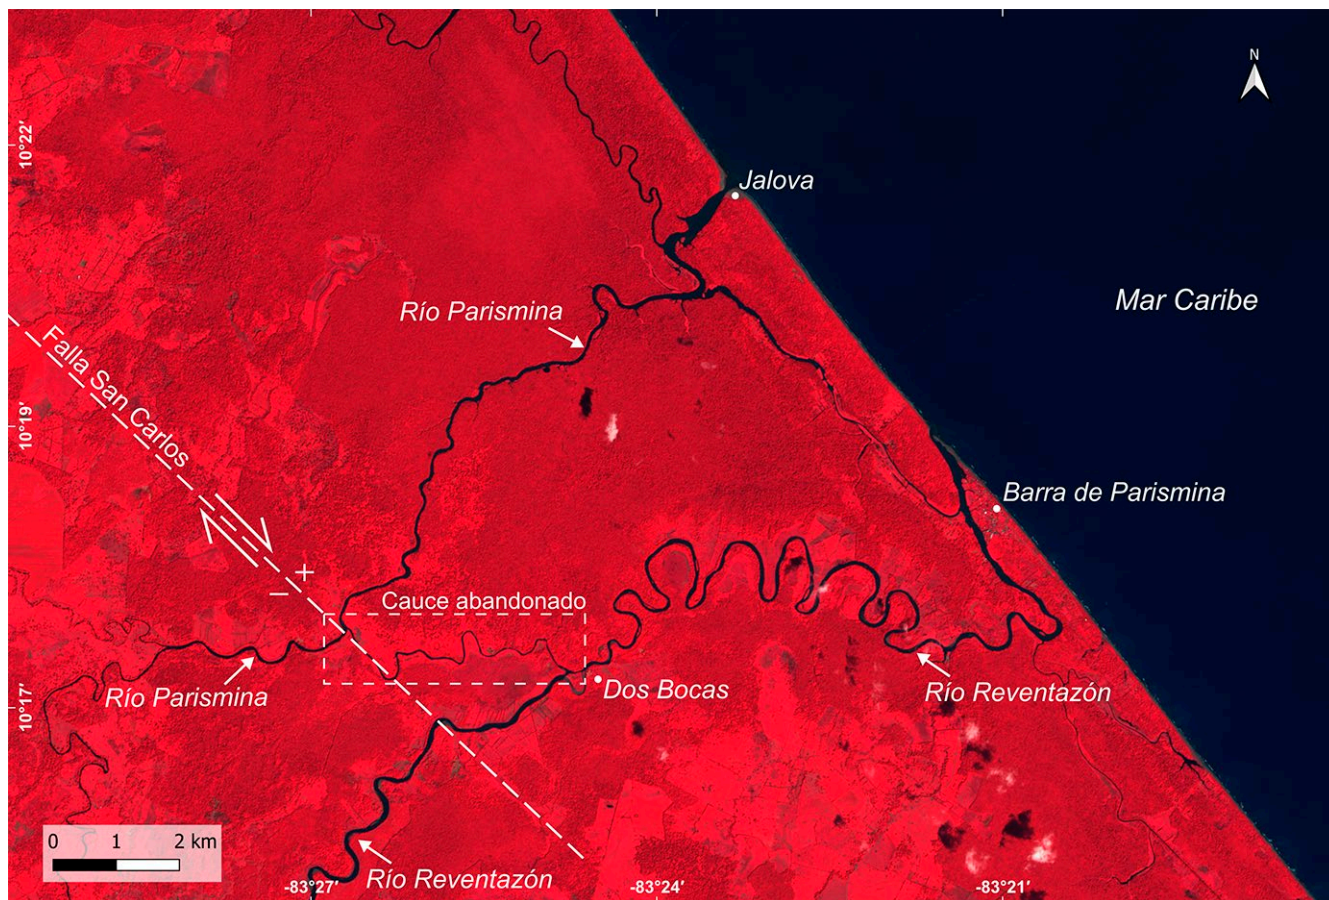 N
10°22′
Jalova
Río Parismina
Mar Caribe
Falla San Carlos
10°19′
Barra de Parismina
+
−
Cauce abandonado
Río Parismina
Dos Bocas
Río Reventazón
10°17′
0 1 2 km
Río Reventazón
-83°27′
-83°24′
-83°21′